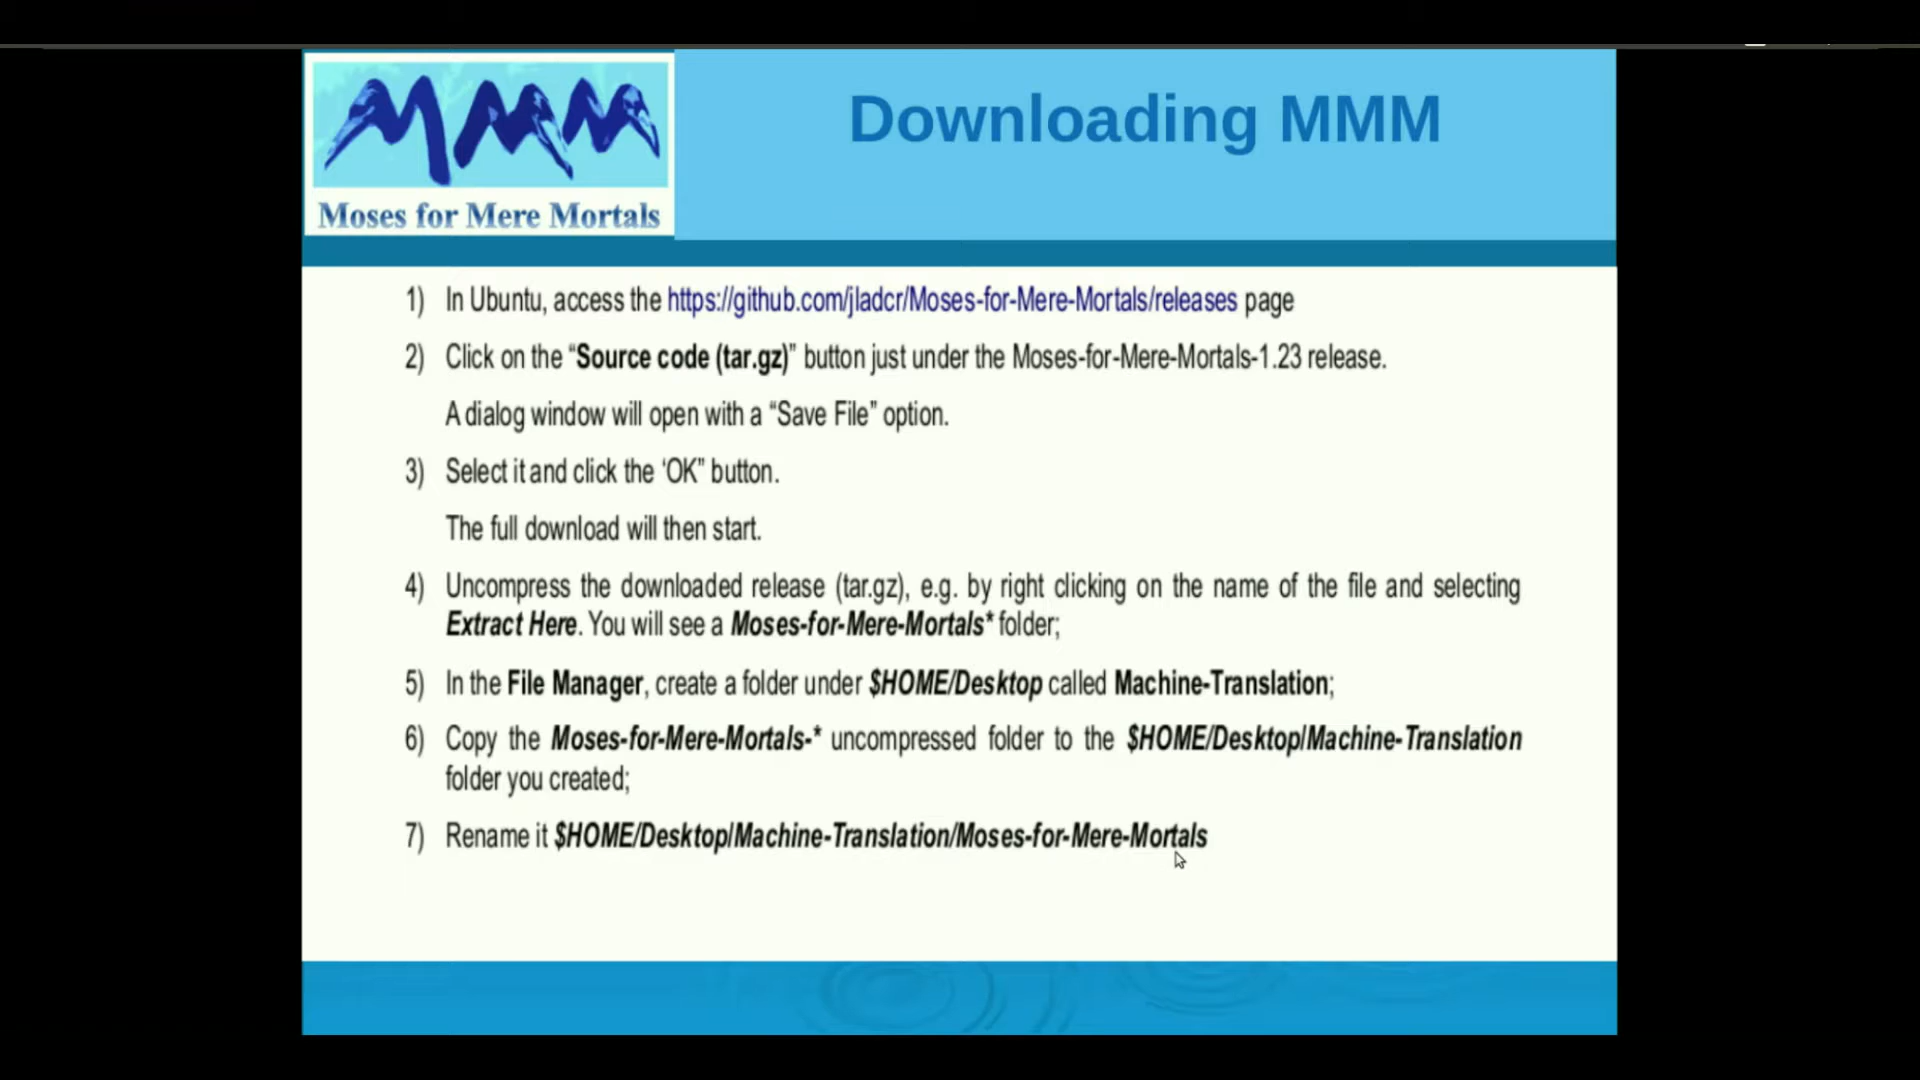 MMM
Moses for Mere Mortals
Downloading MMM
1) In Ubuntu, access the https://github.com/jladcr/Moses-for-Mere-Mortals/releases page
2) Click on the “Source code (tar.gz)” button just under the Moses-for-Mere-Mortals-1.23 release.
A dialog window will open with a “Save File” option.
3) Select it and click the ‘OK” button.
The full download will then start.
4) Uncompress the downloaded release (tar.gz), e.g. by right clicking on the name of the file and selecting
Extract Here. You will see a Moses-for-Mere-Mortals* folder;
5) In the File Manager, create a folder under $HOME/Desktop called Machine-Translation;
6) Copy the Moses-for-Mere-Mortals-* uncompressed folder to the $HOME/Desktop/Machine-Translation
folder you created;
7) Rename it $HOME/Desktop/Machine-Translation/Moses-for-Mere-Mortals